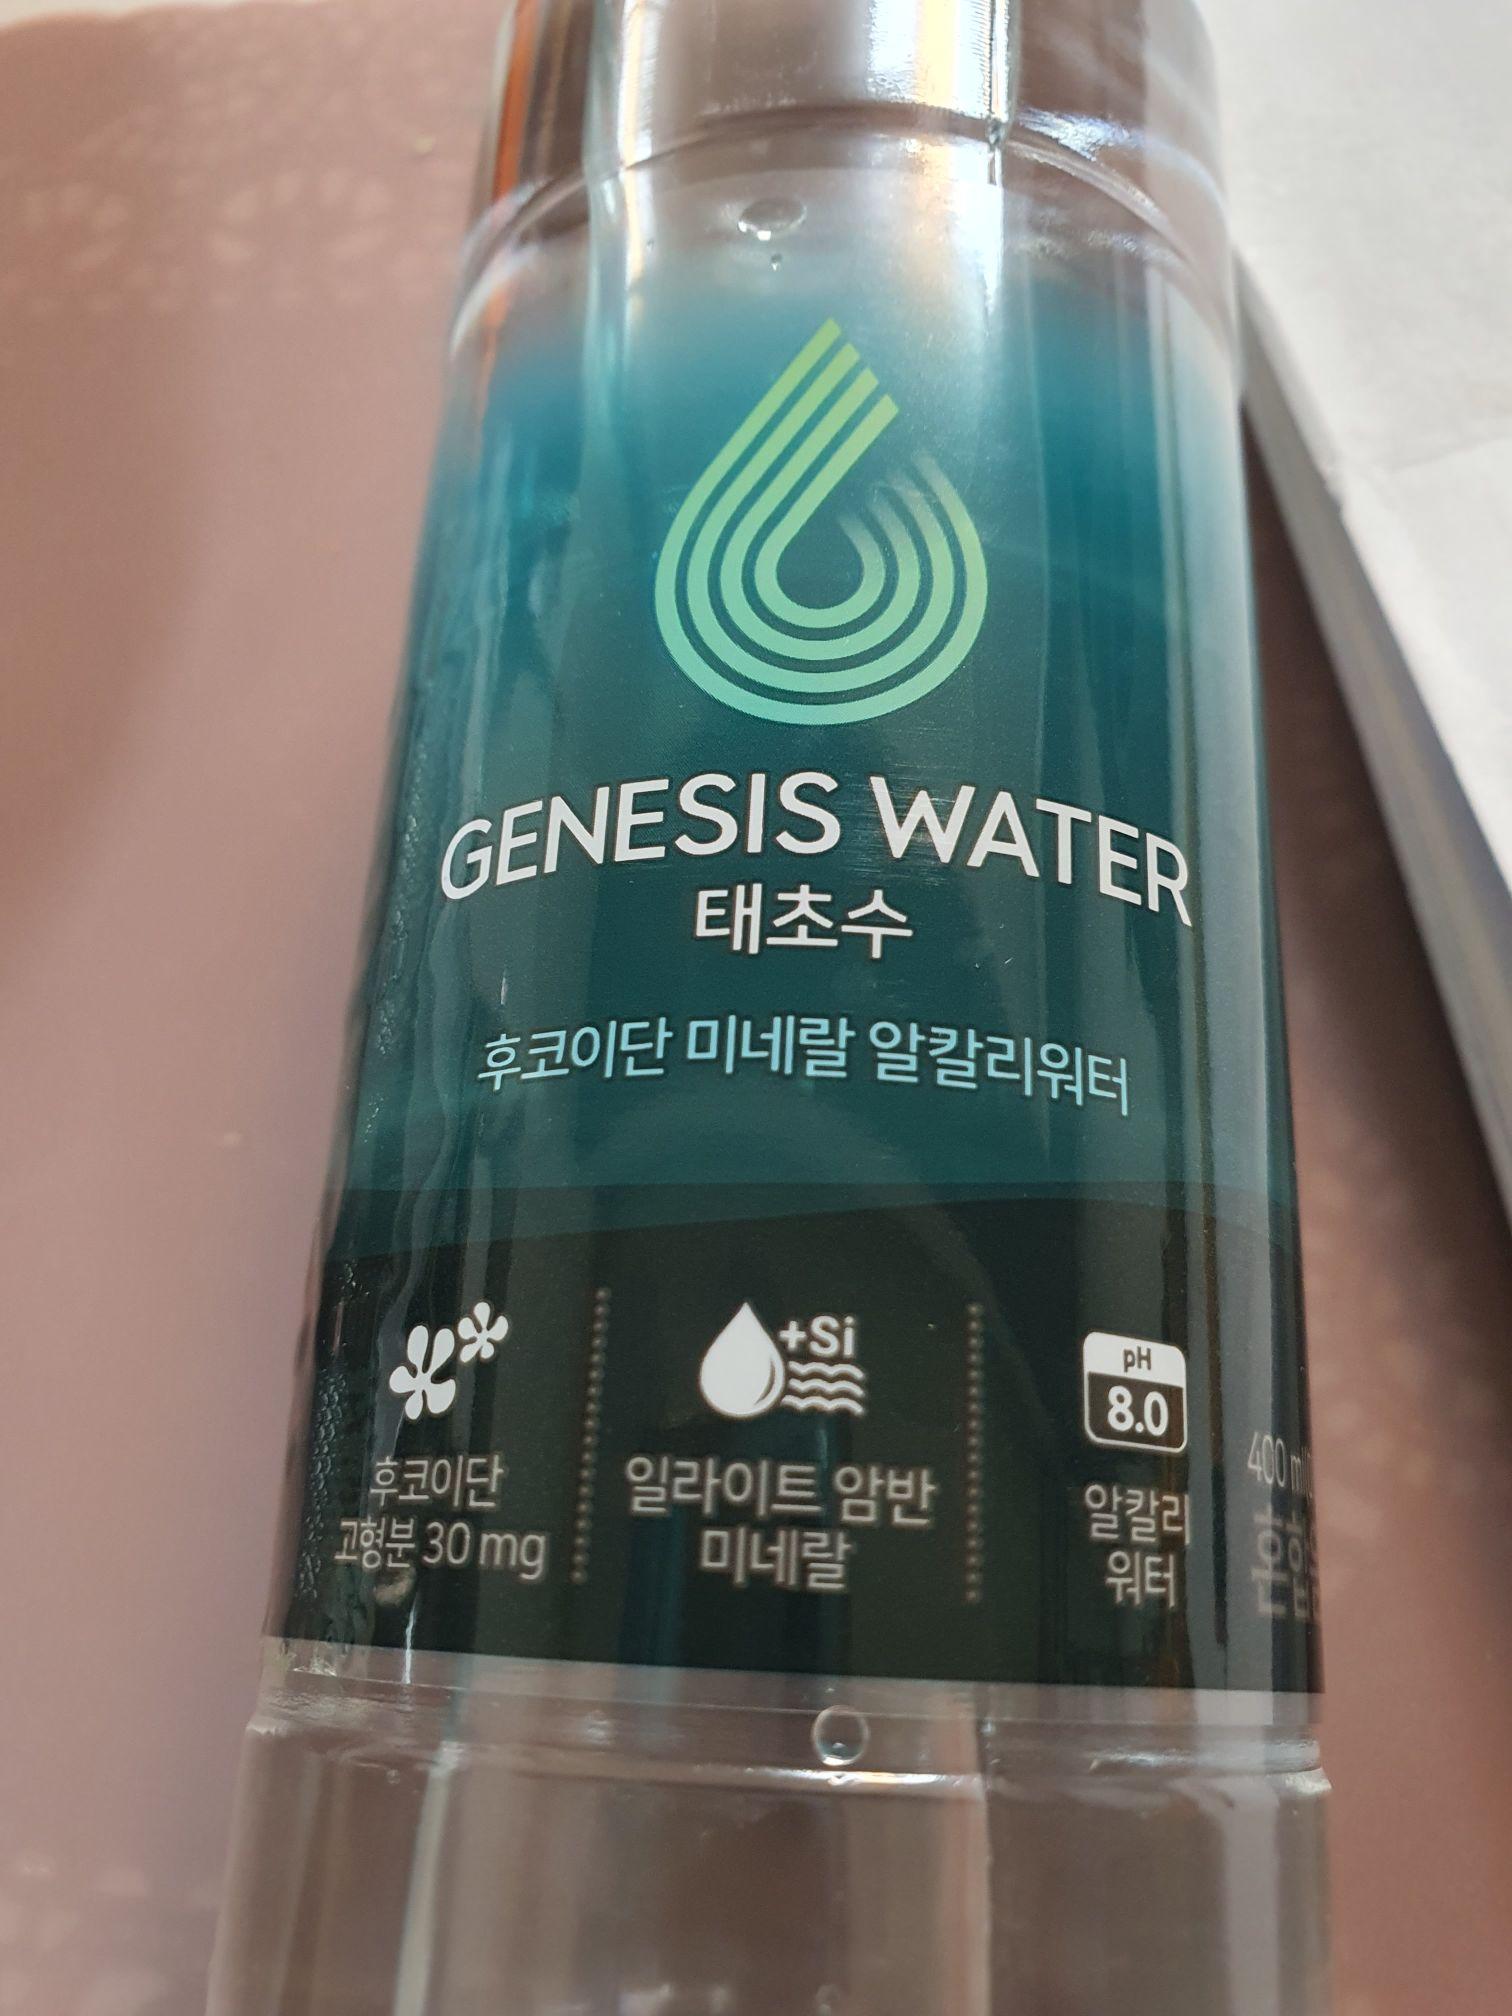 GENESIS WATER
태초수
후코이단 미네랄 알칼리워터
+Si
pH
8.0
후코이단
고형분 30 mg
일라이트 암반
미네랄
알칼리
워터
400 ml